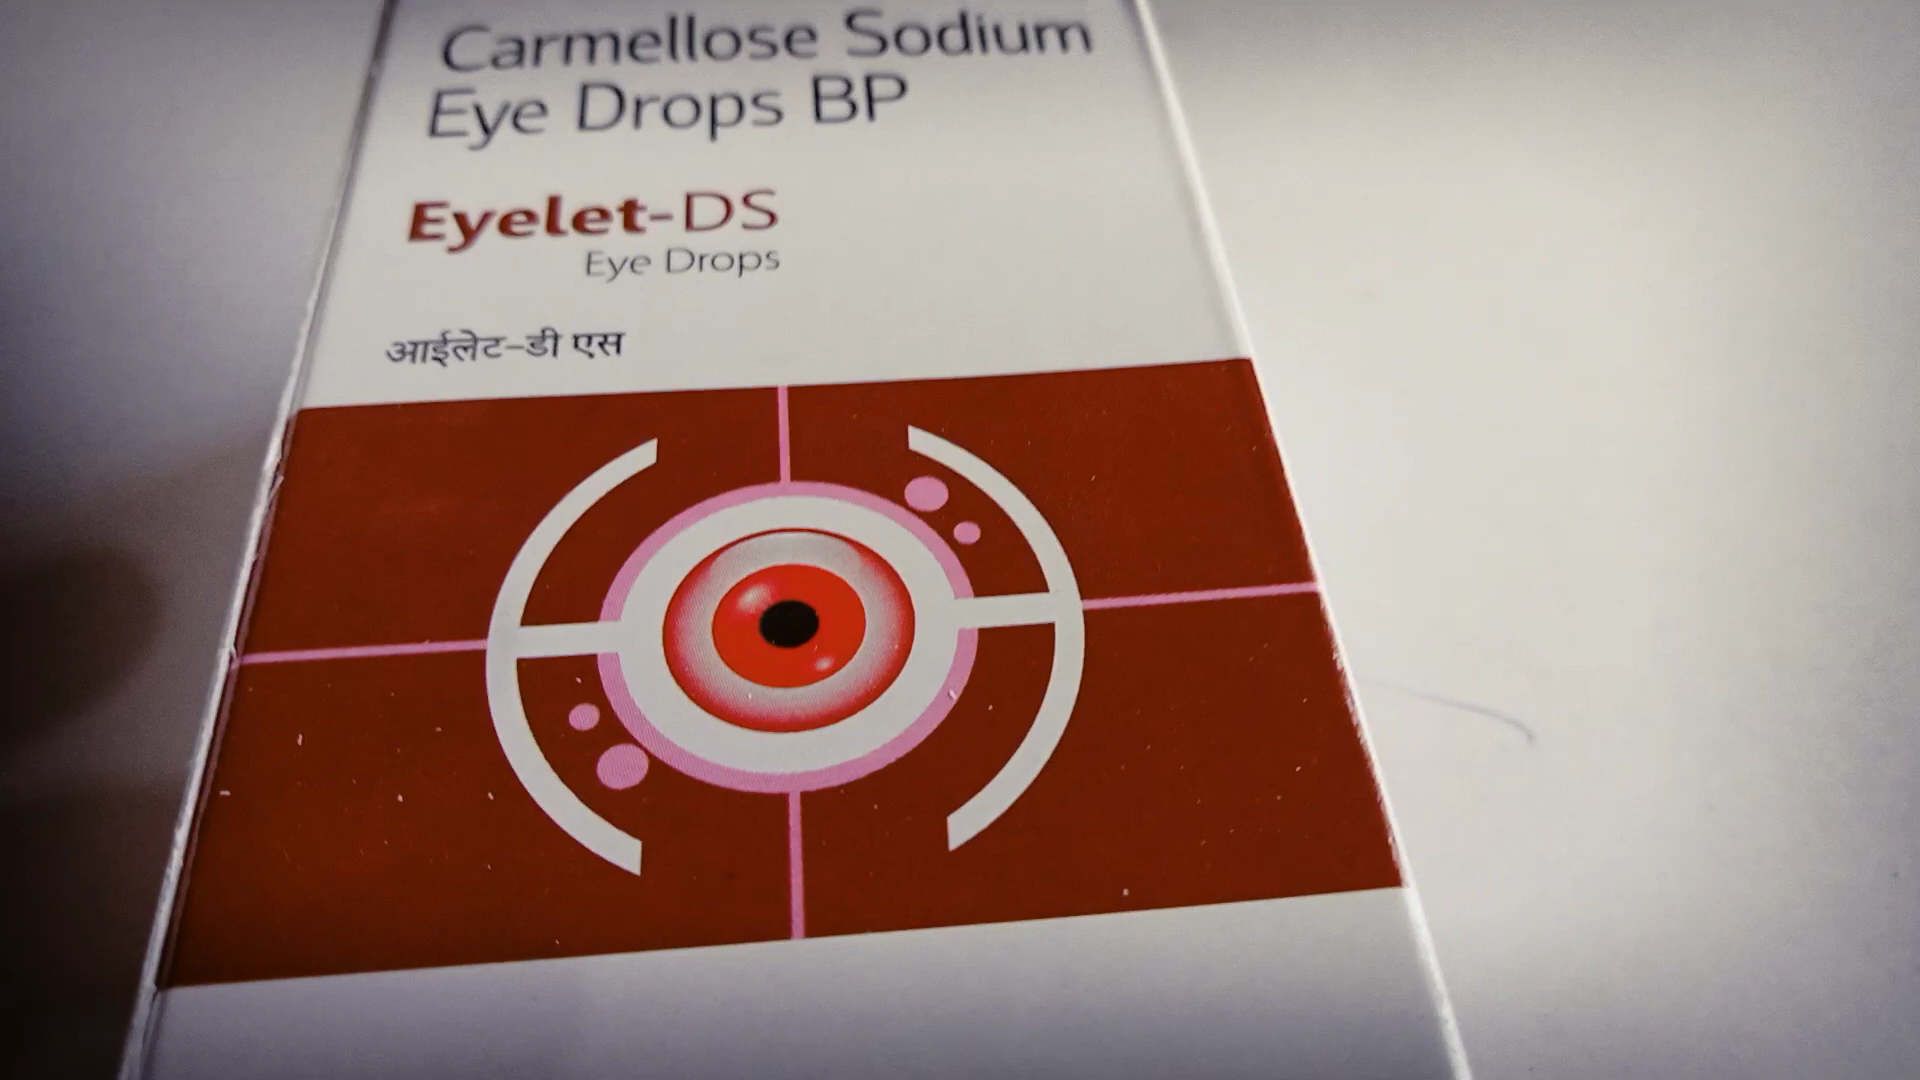 Carmellose Sodium
Eye Drops BP
Eyelet-DS
Eye Drops
आईलेट-डी एस